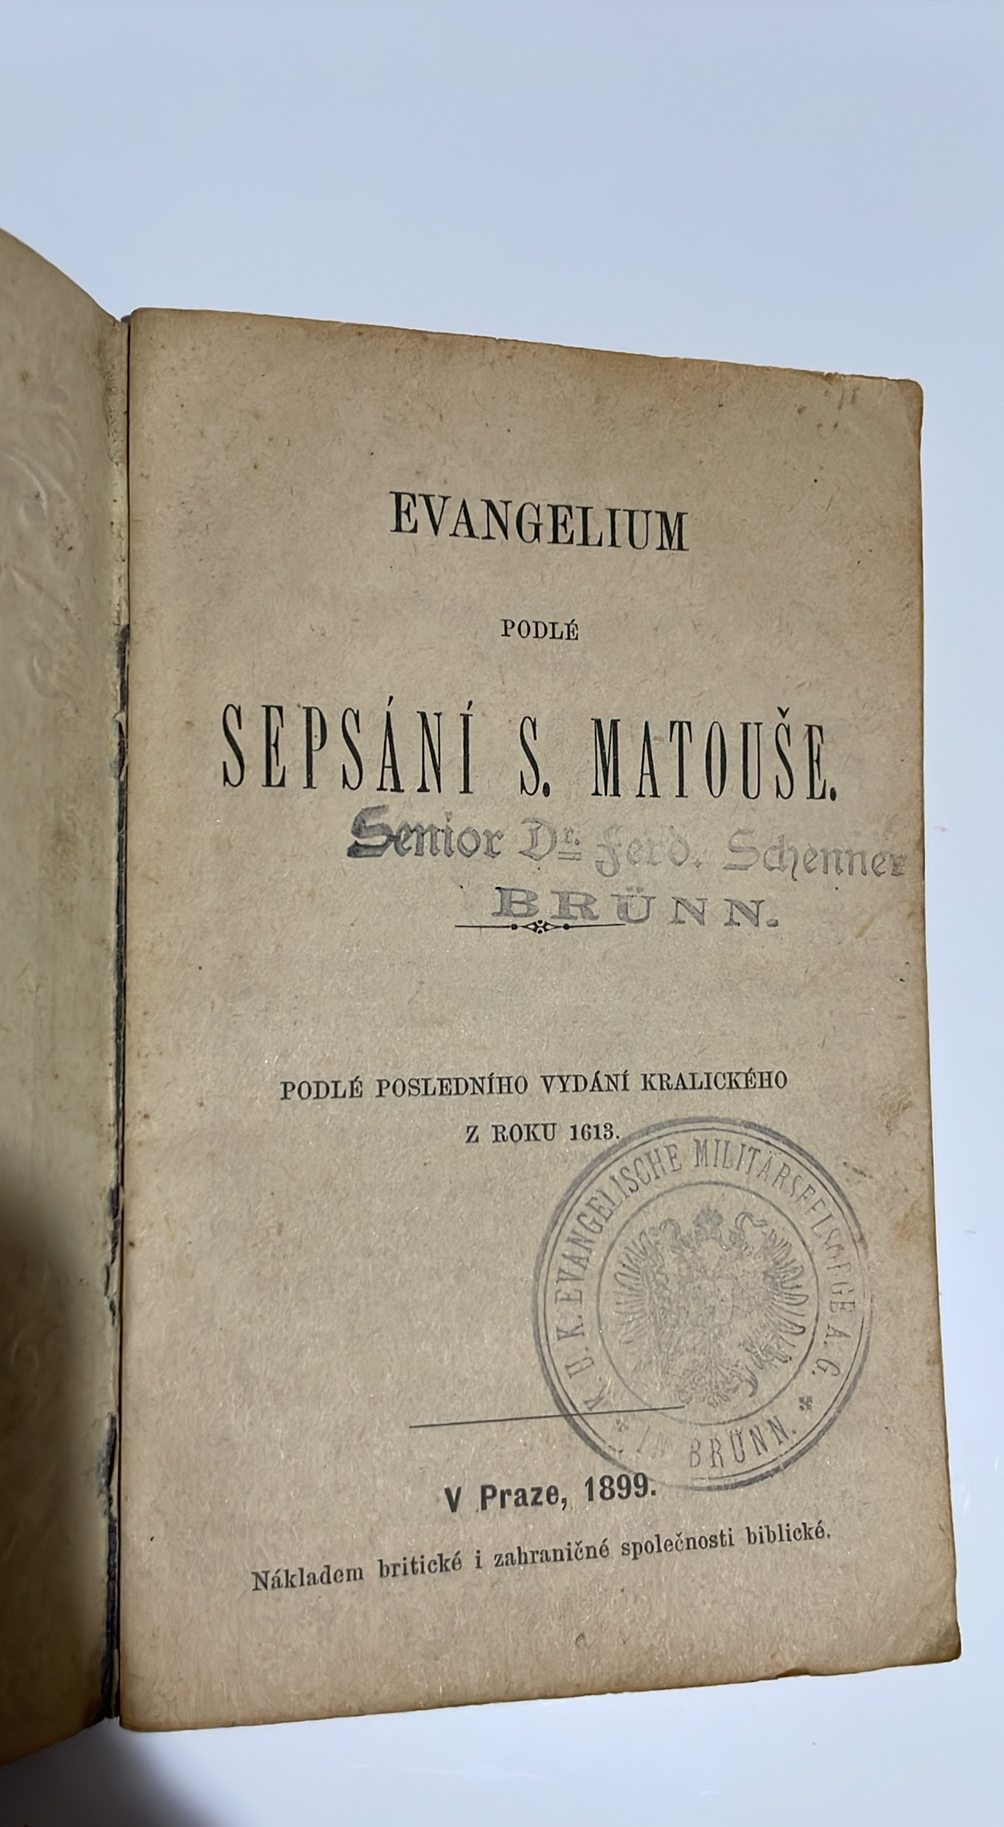 EVANGELIUM
PODLÉ
SEPSÁNÍ S. MATOUŠE.
Senior Dr. Ferd. Schenner
BRÜNN.
PODLÉ POSLEDNÍHO VYDÁNÍ KRALICKÉHO
Z ROKU 1613.
K. U. K. EVANGELISCHE MILITÄRSEELSORGE A. G.
* IN BRÜNN. *
V Praze, 1899.
Nákladem britické i zahraničné společnosti biblické.